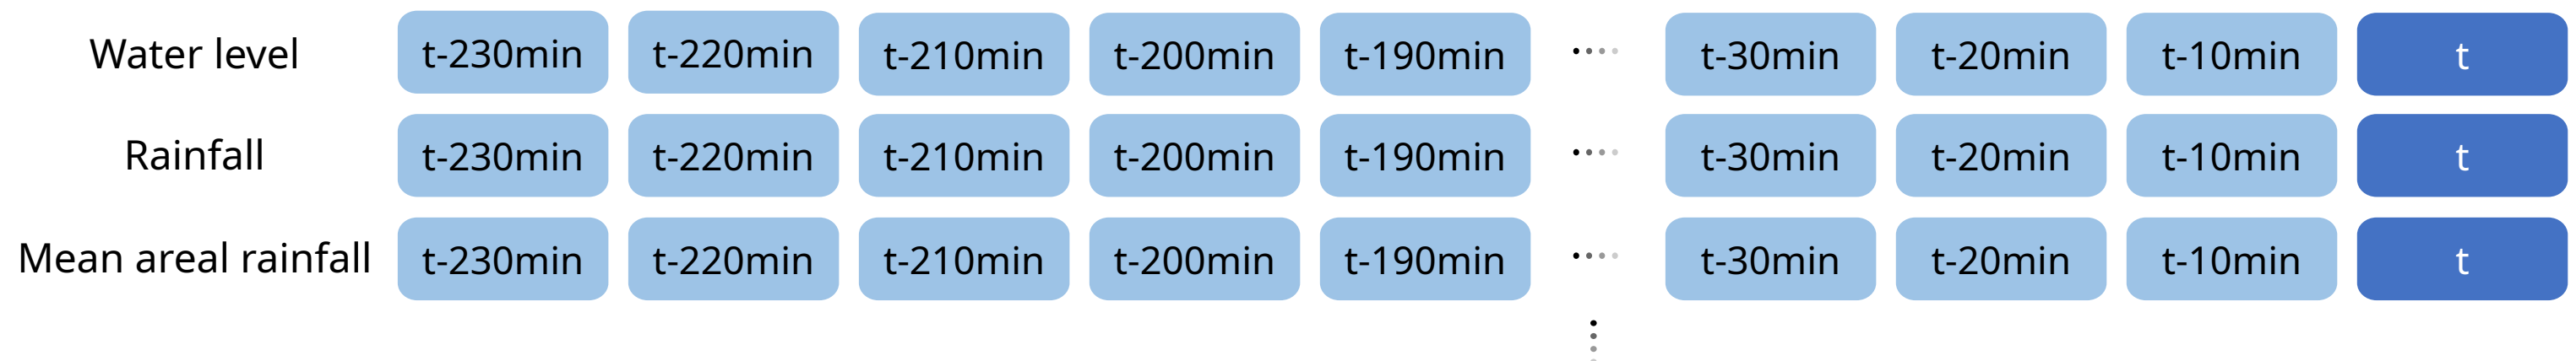 Water level t-230min t-220min t-210min t-200min t-190min t-30min t-20min t-10min t
Rainfall t-230min t-220min t-210min t-200min t-190min t-30min t-20min t-10min t
Mean areal rainfall t-230min t-220min t-210min t-200min t-190min t-30min t-20min t-10min t